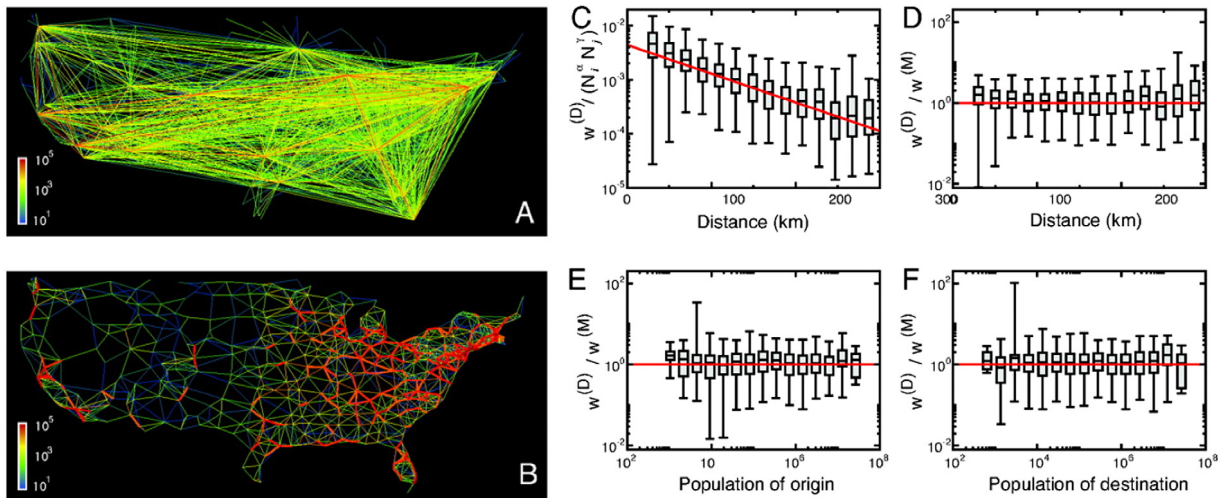 A
10^5
10^3
10^1
B
10^5
10^3
10^1
C
w^(D)/(N_i^α N_j^γ)
10^-2
10^-3
10^-4
10^-5
0
100
200
Distance (km)
D
w^(D) / w^(M)
10^2
10^0
10^-2
300
0
100
200
Distance (km)
E
w^(D) / w^(M)
10^2
10^0
10^-2
10^2
10
10^6
10^8
Population of origin
F
w^(D) / w^(M)
10^2
10^0
10^-2
10^2
10^4
10^6
10^8
Population of destination